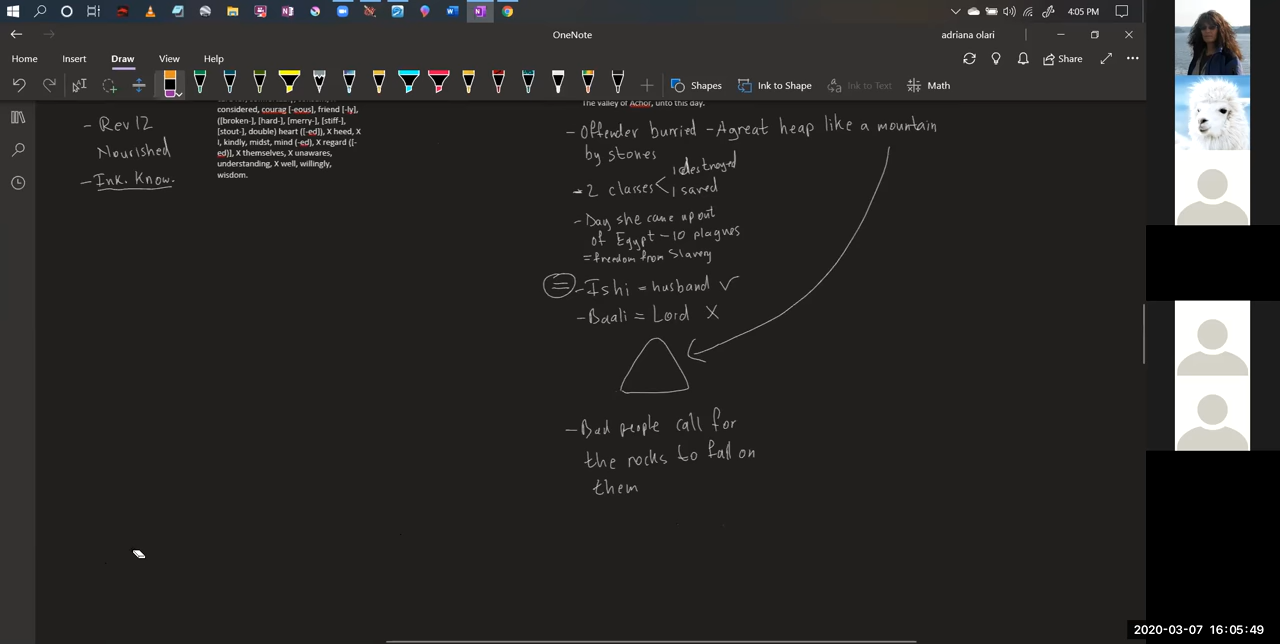 4:05 PM
OneNote
adriana olari
Home
Insert
Draw
View
Help
Share
Shapes
Ink to Shape
Ink to Text
Math
- Rev 12
Nourished
- Ink. Know.
considered, courag [-eous], friend [-ly),
([broken-], [hard-], [merry-], [stiff-],
[stout-], double) heart ([-ed]), X heed, X
i, kindly, midst, mind (-ed), X regard ([-
ed)], X themselves, X unawares,
understanding, X well, willingly,
wisdom.
The valley of Achor, unto this day.
- Offender burried - A great heap like a mountain
by stones
- 2 classes < 1 destroyed
1 saved
- Day she came up out
of Egypt - 10 plagues
= freedom from Slavery
= - Ishi = husband ✓
- Baali = Lord X
- Bad people call for
the rocks to fall on
them
2020-03-07 16:05:49